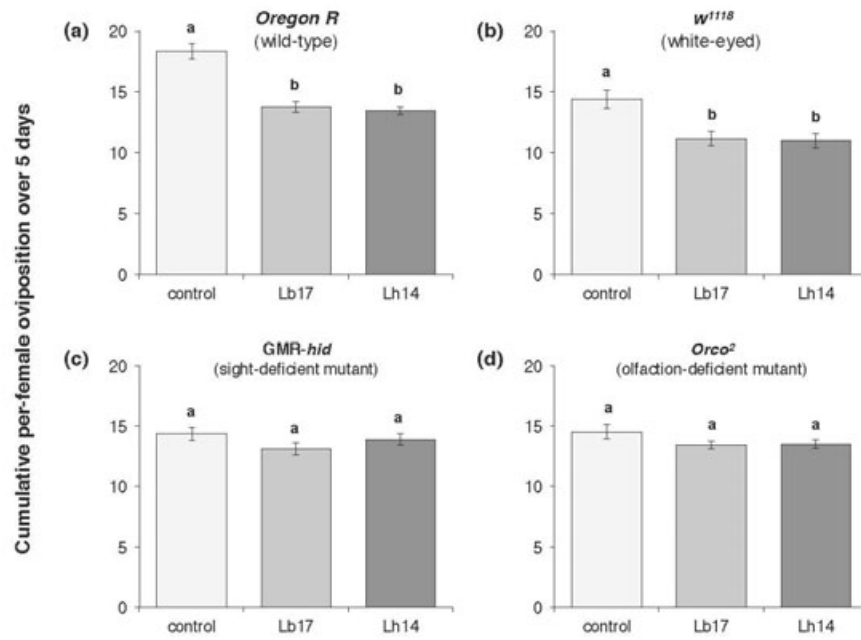 Cumulative per-female oviposition over 5 days
(a)
Oregon R
(wild-type)
20
15
10
5
0
a
b
b
control Lb17 Lh14
(b)
w¹¹¹⁸
(white-eyed)
20
15
10
5
0
a
b
b
control Lb17 Lh14
(c)
GMR-hid
(sight-deficient mutant)
20
15
10
5
0
a
a
a
control Lb17 Lh14
(d)
Orco²
(olfaction-deficient mutant)
20
15
10
5
0
a
a
a
control Lb17 Lh14